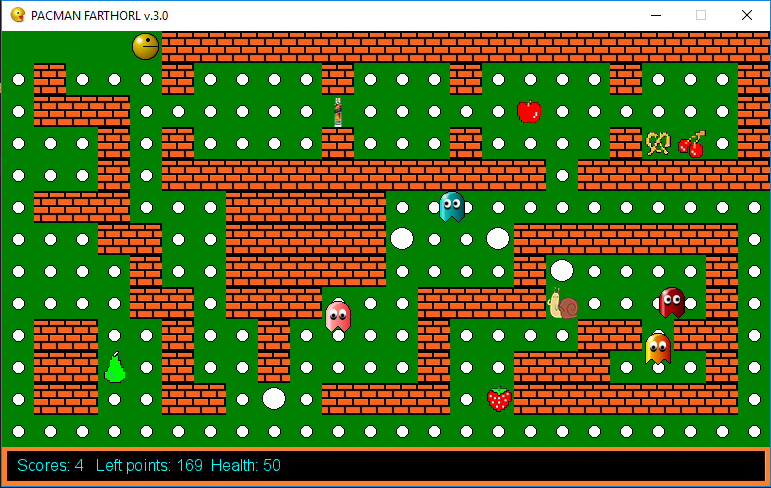 PACMAN FARTHORL v.3.0
Scores: 4 Left points: 169 Health: 50